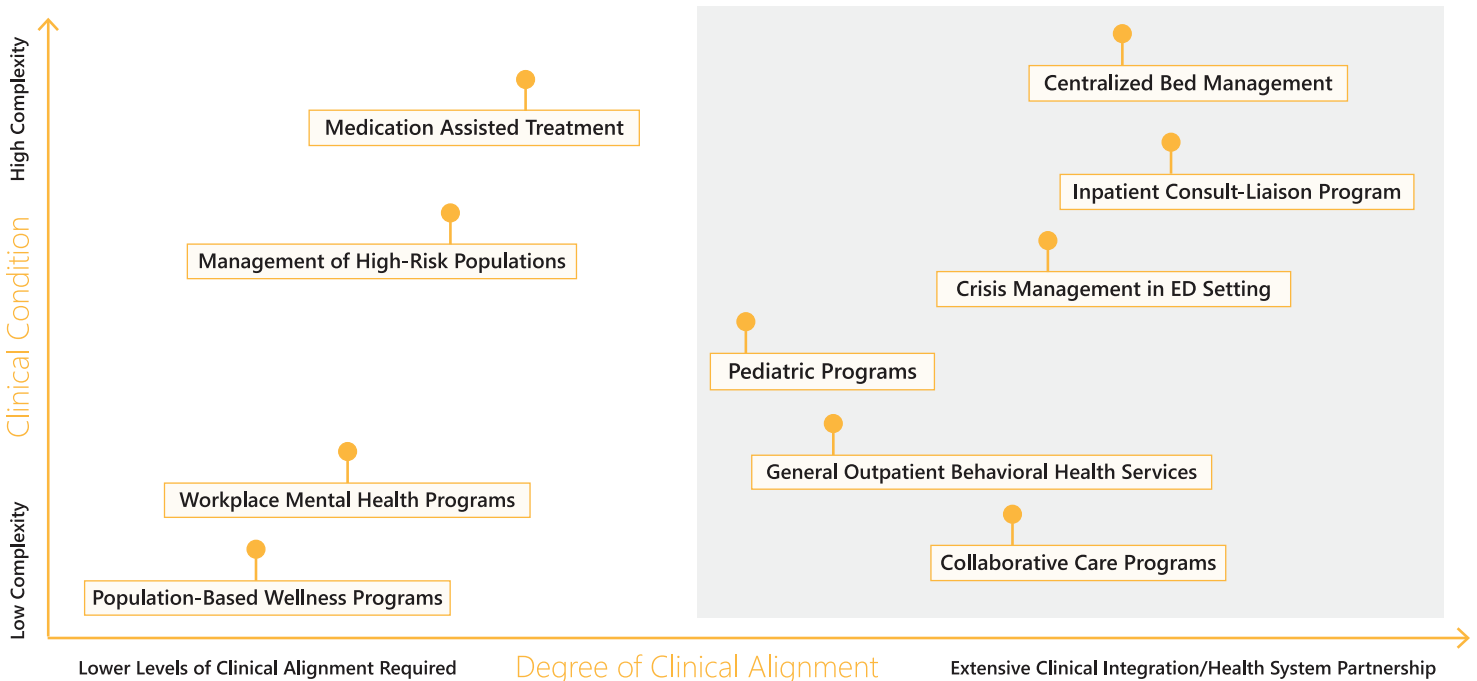 High Complexity
Clinical Condition
Low Complexity
Centralized Bed Management
Medication Assisted Treatment
Inpatient Consult-Liaison Program
Management of High-Risk Populations
Crisis Management in ED Setting
Pediatric Programs
General Outpatient Behavioral Health Services
Workplace Mental Health Programs
Collaborative Care Programs
Population-Based Wellness Programs
Lower Levels of Clinical Alignment Required
Degree of Clinical Alignment
Extensive Clinical Integration/Health System Partnership